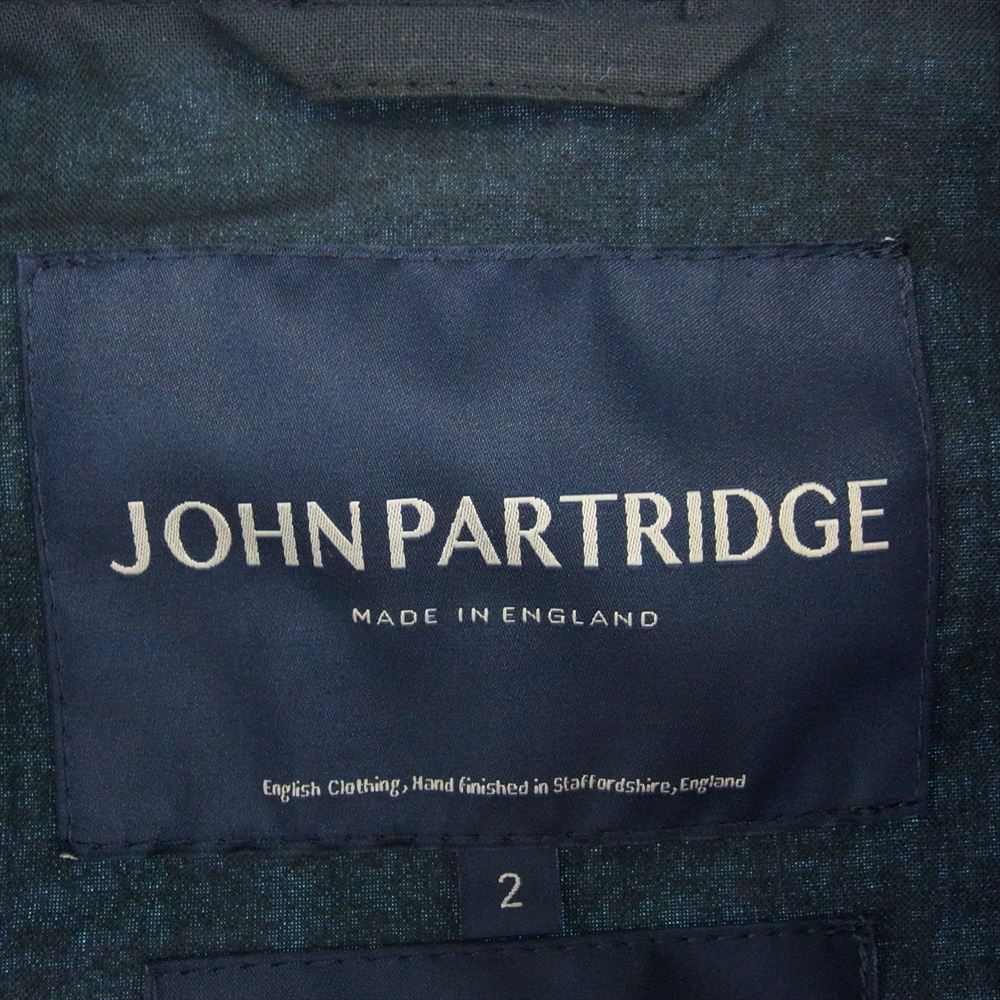 JOHN PARTRIDGE
MADE IN ENGLAND
English Clothing, Hand finished in Staffordshire, England
2